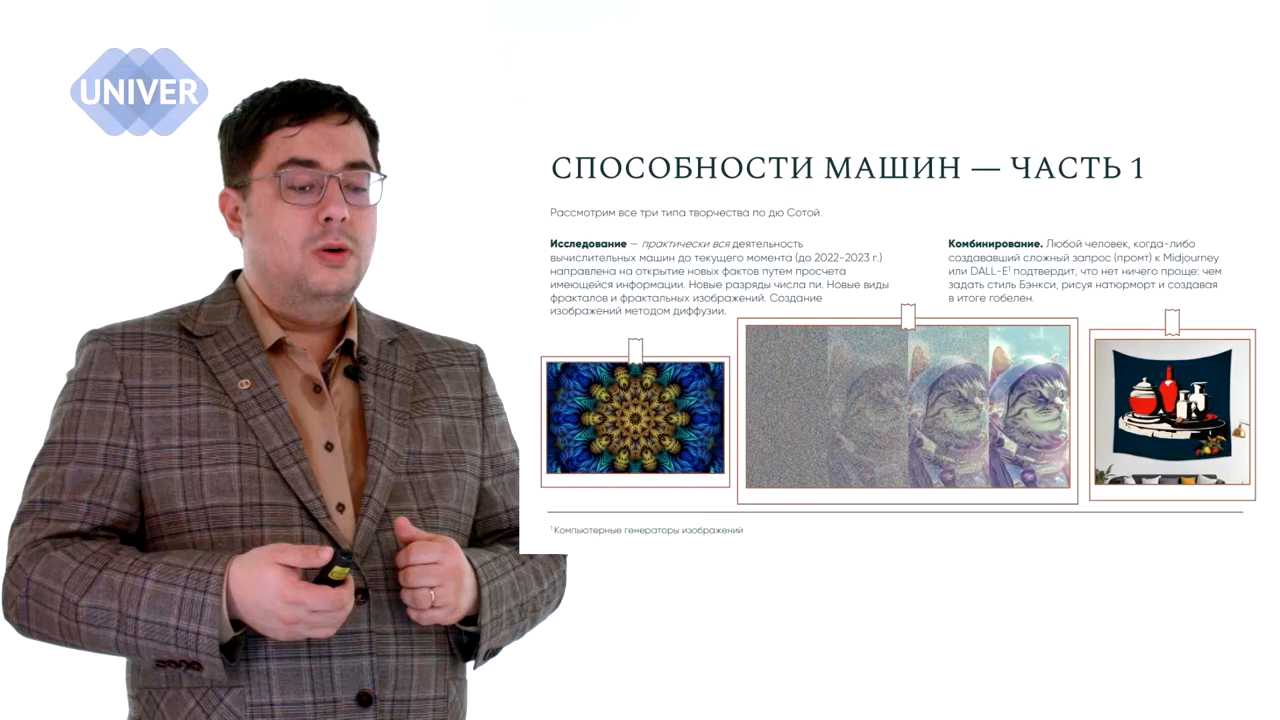 UNIVER
СПОСОБНОСТИ МАШИН — ЧАСТЬ 1
Рассмотрим все три типа творчества по дю Сотой.
Исследование — практически вся деятельность
вычислительных машин до текущего момента (до 2022-2023 г.)
направлена на открытие новых фактов путем просчета
имеющейся информации. Новые разряды числа пи. Новые виды
фракталов и фрактальных изображений. Создание
изображений методом диффузии.
Комбинирование. Любой человек, когда-либо
создававший сложный запрос (промт) к Midjourney
или DALL-E¹ подтвердит, что нет ничего проще: чем
задать стиль Бэнкси, рисуя натюрморт и создавая
в итоге гобелен.
¹ Компьютерные генераторы изображений